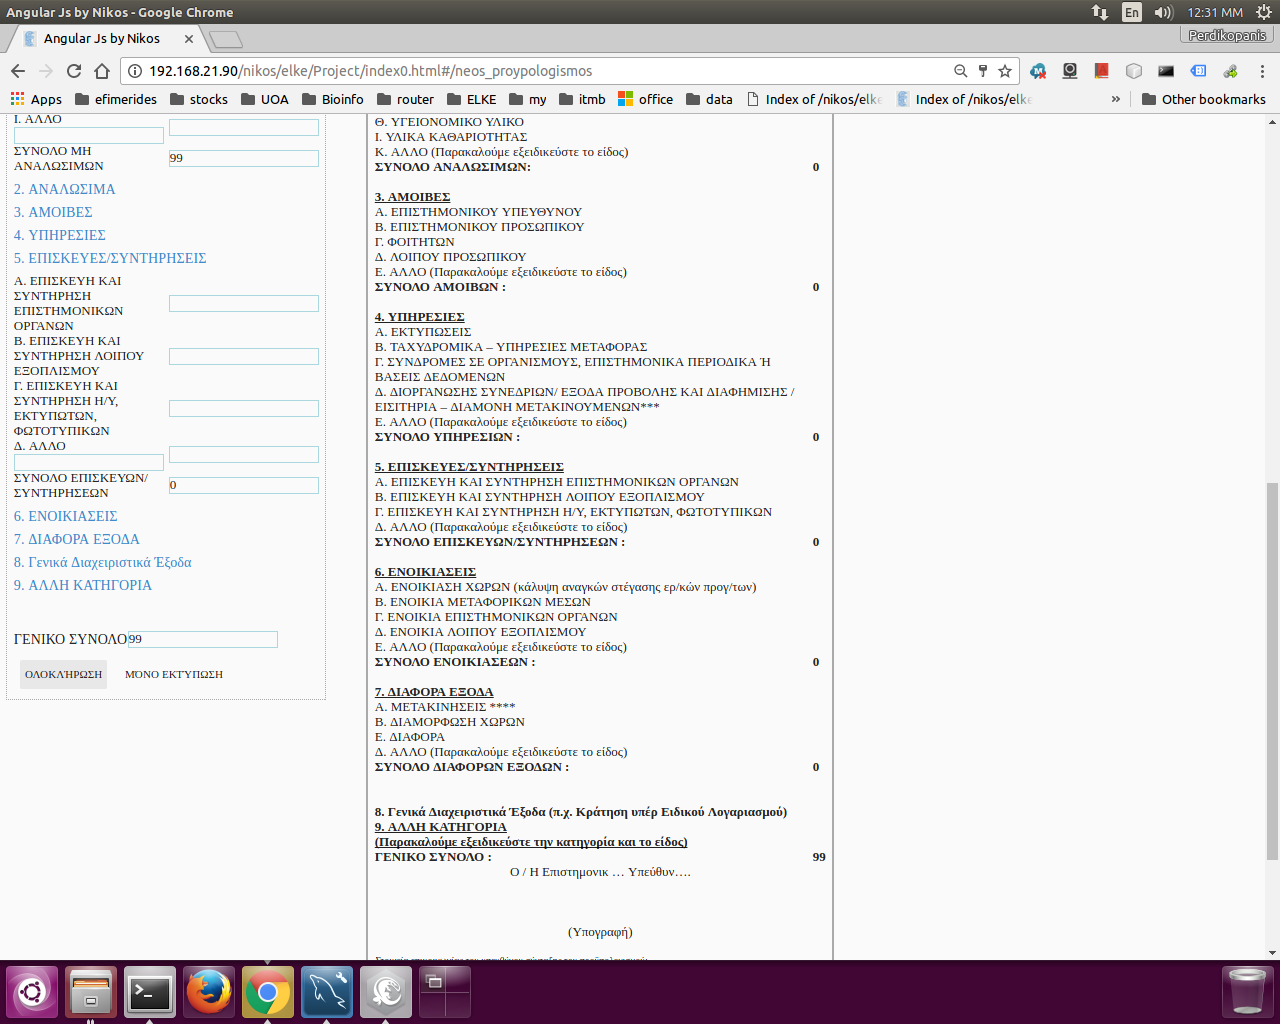 Angular Js by Nikos - Google Chrome
En
12:31 ΜΜ
Angular Js by Nikos
Perdikopanis
192.168.21.90/nikos/elke/Project/index0.html#/neos_proypologismos
Apps
efimerides
stocks
UOA
Bioinfo
router
ELKE
my
itmb
office
data
Index of /nikos/elke
Index of /nikos/elke
»
Other bookmarks
Ι. ΑΛΛΟ
ΣΥΝΟΛΟ ΜΗ
ΑΝΑΛΩΣΙΜΩΝ
99
2. ΑΝΑΛΩΣΙΜΑ
3. ΑΜΟΙΒΕΣ
4. ΥΠΗΡΕΣΙΕΣ
5. ΕΠΙΣΚΕΥΕΣ/ΣΥΝΤΗΡΗΣΕΙΣ
Α. ΕΠΙΣΚΕΥΗ ΚΑΙ
ΣΥΝΤΗΡΗΣΗ
ΕΠΙΣΤΗΜΟΝΙΚΩΝ
ΟΡΓΑΝΩΝ
Β. ΕΠΙΣΚΕΥΗ ΚΑΙ
ΣΥΝΤΗΡΗΣΗ ΛΟΙΠΟΥ
ΕΞΟΠΛΙΣΜΟΥ
Γ. ΕΠΙΣΚΕΥΗ ΚΑΙ
ΣΥΝΤΗΡΗΣΗ Η/Υ,
ΕΚΤΥΠΩΤΩΝ,
ΦΩΤΟΤΥΠΙΚΩΝ
Δ. ΑΛΛΟ
ΣΥΝΟΛΟ ΕΠΙΣΚΕΥΩΝ/
ΣΥΝΤΗΡΗΣΕΩΝ
0
6. ΕΝΟΙΚΙΑΣΕΙΣ
7. ΔΙΑΦΟΡΑ ΕΞΟΔΑ
8. Γενικά Διαχειριστικά Έξοδα
9. ΑΛΛΗ ΚΑΤΗΓΟΡΙΑ
ΓΕΝΙΚΟ ΣΥΝΟΛΟ 99
ΟΛΟΚΛΉΡΩΣΗ
ΜΌΝΟ ΕΚΤΥΠΩΣΗ
Θ. ΥΓΕΙΟΝΟΜΙΚΟ ΥΛΙΚΟ
Ι. ΥΛΙΚΑ ΚΑΘΑΡΙΟΤΗΤΑΣ
Κ. ΑΛΛΟ (Παρακαλούμε εξειδικεύστε το είδος)
ΣΥΝΟΛΟ ΑΝΑΛΩΣΙΜΩΝ: 0
3. ΑΜΟΙΒΕΣ
Α. ΕΠΙΣΤΗΜΟΝΙΚΟΥ ΥΠΕΥΘΥΝΟΥ
Β. ΕΠΙΣΤΗΜΟΝΙΚΟΥ ΠΡΟΣΩΠΙΚΟΥ
Γ. ΦΟΙΤΗΤΩΝ
Δ. ΛΟΙΠΟΥ ΠΡΟΣΩΠΙΚΟΥ
Ε. ΑΛΛΟ (Παρακαλούμε εξειδικεύστε το είδος)
ΣΥΝΟΛΟ ΑΜΟΙΒΩΝ : 0
4. ΥΠΗΡΕΣΙΕΣ
Α. ΕΚΤΥΠΩΣΕΙΣ
Β. ΤΑΧΥΔΡΟΜΙΚΑ – ΥΠΗΡΕΣΙΕΣ ΜΕΤΑΦΟΡΑΣ
Γ. ΣΥΝΔΡΟΜΕΣ ΣΕ ΟΡΓΑΝΙΣΜΟΥΣ, ΕΠΙΣΤΗΜΟΝΙΚΑ ΠΕΡΙΟΔΙΚΑ Ή
ΒΑΣΕΙΣ ΔΕΔΟΜΕΝΩΝ
Δ. ΔΙΟΡΓΑΝΩΣΗΣ ΣΥΝΕΔΡΙΩΝ/ ΕΞΟΔΑ ΠΡΟΒΟΛΗΣ ΚΑΙ ΔΙΑΦΗΜΙΣΗΣ /
ΕΙΣΙΤΗΡΙΑ – ΔΙΑΜΟΝΗ ΜΕΤΑΚΙΝΟΥΜΕΝΩΝ***
Ε. ΑΛΛΟ (Παρακαλούμε εξειδικεύστε το είδος)
ΣΥΝΟΛΟ ΥΠΗΡΕΣΙΩΝ : 0
5. ΕΠΙΣΚΕΥΕΣ/ΣΥΝΤΗΡΗΣΕΙΣ
Α. ΕΠΙΣΚΕΥΗ ΚΑΙ ΣΥΝΤΗΡΗΣΗ ΕΠΙΣΤΗΜΟΝΙΚΩΝ ΟΡΓΑΝΩΝ
Β. ΕΠΙΣΚΕΥΗ ΚΑΙ ΣΥΝΤΗΡΗΣΗ ΛΟΙΠΟΥ ΕΞΟΠΛΙΣΜΟΥ
Γ. ΕΠΙΣΚΕΥΗ ΚΑΙ ΣΥΝΤΗΡΗΣΗ Η/Υ, ΕΚΤΥΠΩΤΩΝ, ΦΩΤΟΤΥΠΙΚΩΝ
Δ. ΑΛΛΟ (Παρακαλούμε εξειδικεύστε το είδος)
ΣΥΝΟΛΟ ΕΠΙΣΚΕΥΩΝ/ΣΥΝΤΗΡΗΣΕΩΝ : 0
6. ΕΝΟΙΚΙΑΣΕΙΣ
Α. ΕΝΟΙΚΙΑΣΗ ΧΩΡΩΝ (κάλυψη αναγκών στέγασης ερ/κών προγ/των)
Β. ΕΝΟΙΚΙΑ ΜΕΤΑΦΟΡΙΚΩΝ ΜΕΣΩΝ
Γ. ΕΝΟΙΚΙΑ ΕΠΙΣΤΗΜΟΝΙΚΩΝ ΟΡΓΑΝΩΝ
Δ. ΕΝΟΙΚΙΑ ΛΟΙΠΟΥ ΕΞΟΠΛΙΣΜΟΥ
Ε. ΑΛΛΟ (Παρακαλούμε εξειδικεύστε το είδος)
ΣΥΝΟΛΟ ΕΝΟΙΚΙΑΣΕΩΝ : 0
7. ΔΙΑΦΟΡΑ ΕΞΟΔΑ
Α. ΜΕΤΑΚΙΝΗΣΕΙΣ ****
Β. ΔΙΑΜΟΡΦΩΣΗ ΧΩΡΩΝ
Ε. ΔΙΑΦΟΡΑ
Δ. ΑΛΛΟ (Παρακαλούμε εξειδικεύστε το είδος)
ΣΥΝΟΛΟ ΔΙΑΦΟΡΩΝ ΕΞΟΔΩΝ : 0
8. Γενικά Διαχειριστικά Έξοδα (π.χ. Κράτηση υπέρ Ειδικού Λογαριασμού)
9. ΑΛΛΗ ΚΑΤΗΓΟΡΙΑ
(Παρακαλούμε εξειδικεύστε την κατηγορία και το είδος)
ΓΕΝΙΚΟ ΣΥΝΟΛΟ : 99
Ο / Η Επιστημονικ … Υπεύθυν….
(Υπογραφή)